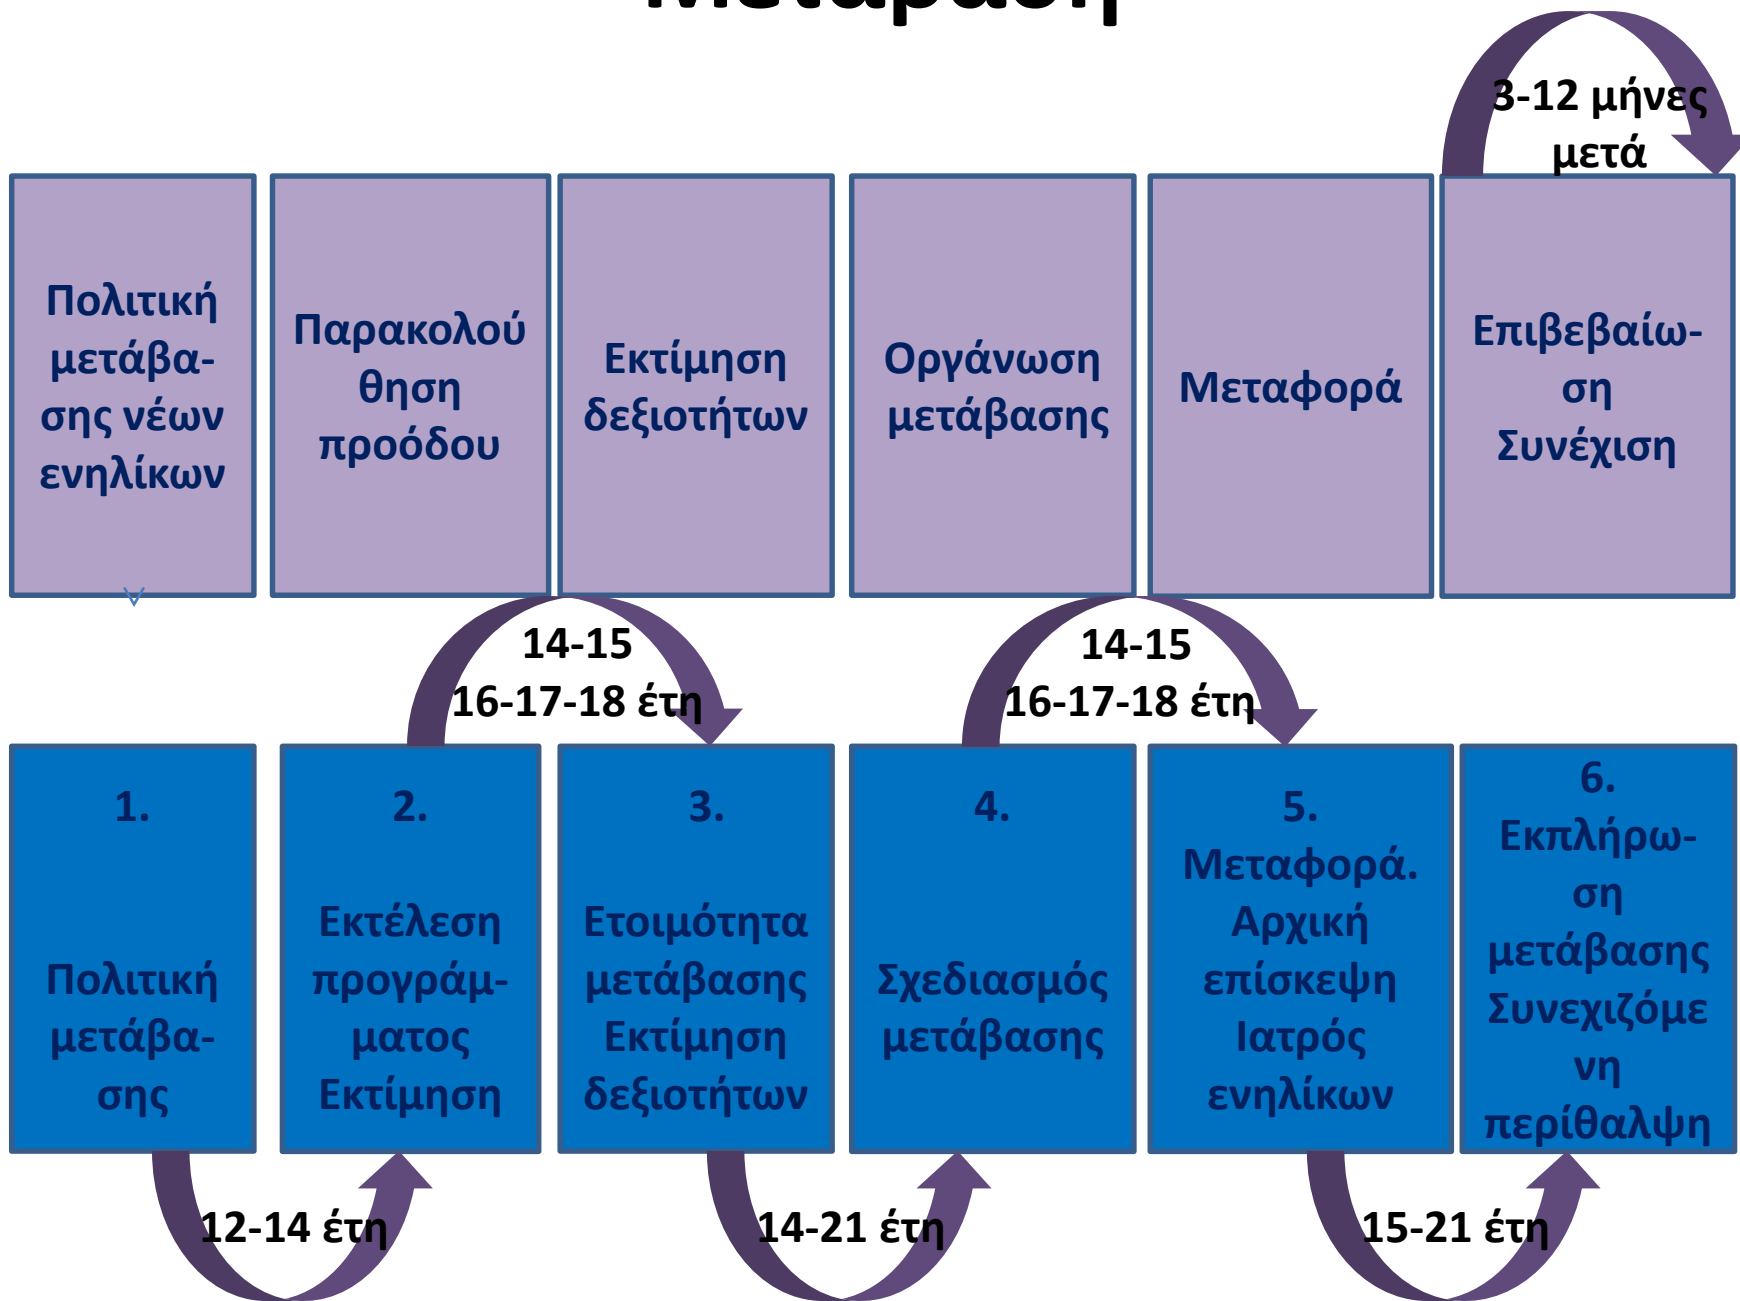 Μετάβαση
3-12 μήνες
μετά
Πολιτική
μετάβα-
σης νέων
ενηλίκων
Παρακολού
θηση
προόδου
Εκτίμηση
δεξιοτήτων
Οργάνωση
μετάβασης
Μεταφορά
Επιβεβαίω-
ση
Συνέχιση
14-15
16-17-18 έτη
14-15
16-17-18 έτη
1.
Πολιτική
μετάβα-
σης
2.
Εκτέλεση
προγράμ-
ματος
Εκτίμηση
3.
Ετοιμότητα
μετάβασης
Εκτίμηση
δεξιοτήτων
4.
Σχεδιασμός
μετάβασης
5.
Μεταφορά.
Αρχική
επίσκεψη
Ιατρός
ενηλίκων
6.
Εκπλήρω-
ση
μετάβασης
Συνεχιζόμε
νη
περίθαλψη
12-14 έτη
14-21 έτη
15-21 έτη